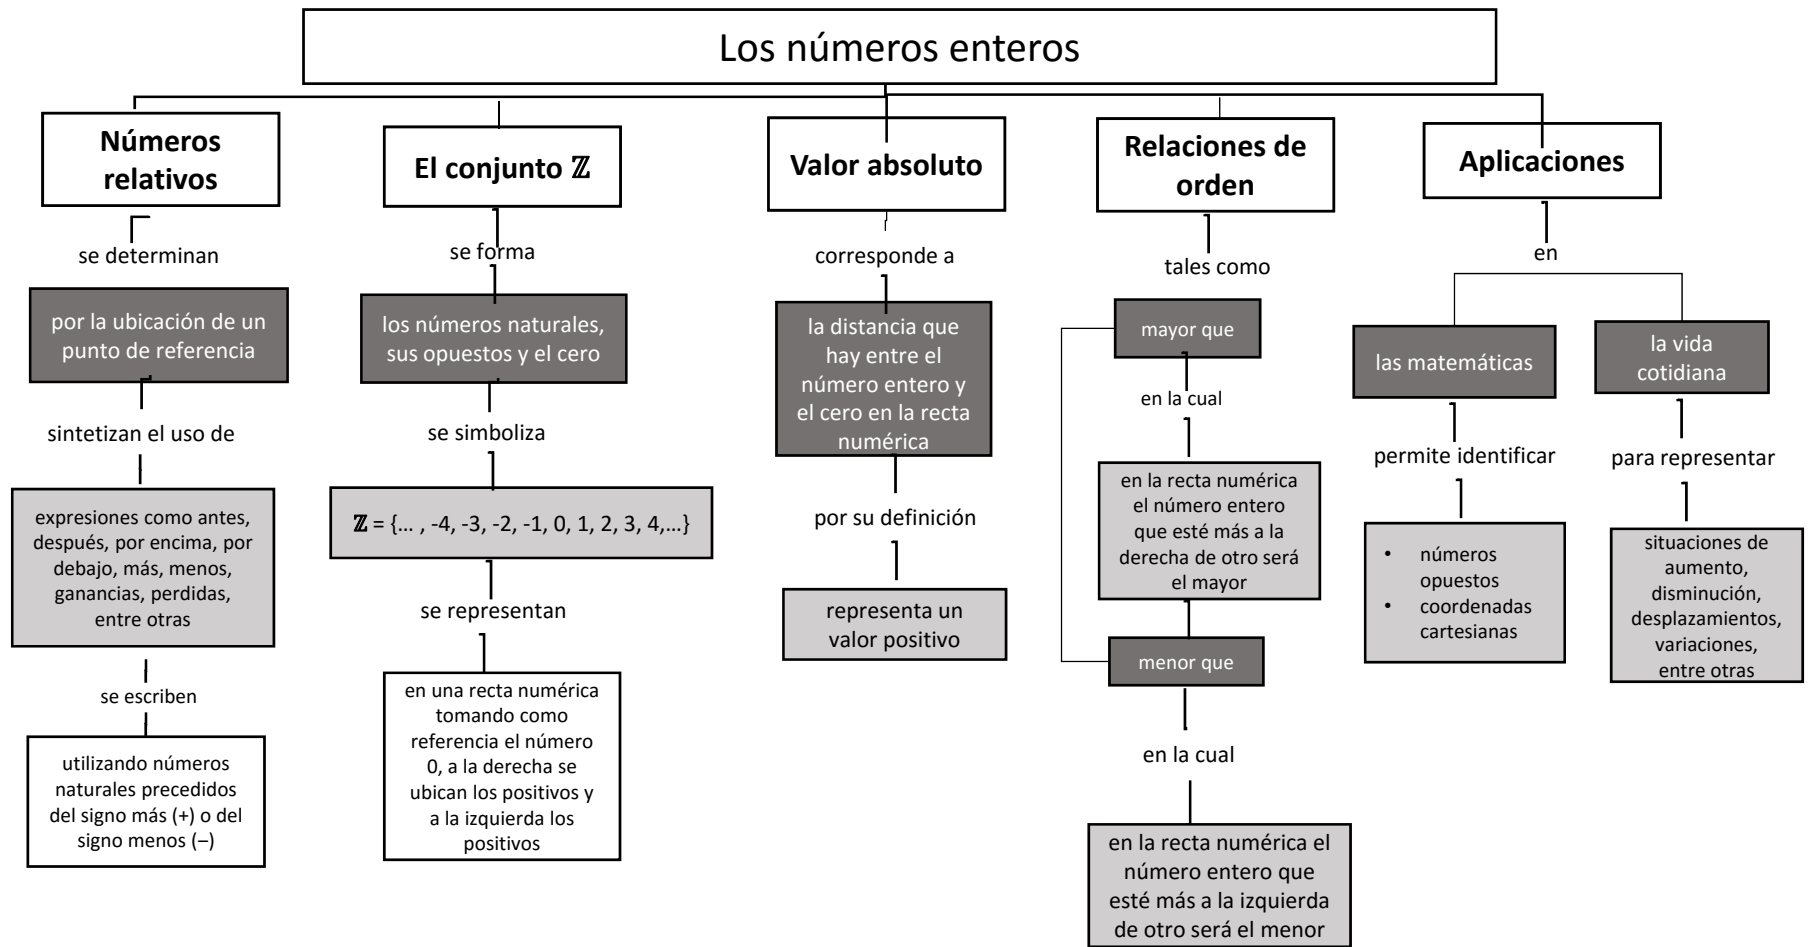 Los números enteros
Números
relativos
se determinan
por la ubicación de un
punto de referencia
sintetizan el uso de
expresiones como antes,
después, por encima, por
debajo, más, menos,
ganancias, perdidas,
entre otras
se escriben
utilizando números
naturales precedidos
del signo más (+) o del
signo menos (–)
El conjunto ℤ
se forma
los números naturales,
sus opuestos y el cero
se simboliza
ℤ = {… , -4, -3, -2, -1, 0, 1, 2, 3, 4,…}
se representan
en una recta numérica
tomando como
referencia el número
0, a la derecha se
ubican los positivos y
a la izquierda los
positivos
Valor absoluto
corresponde a
la distancia que
hay entre el
número entero y
el cero en la recta
numérica
por su definición
representa un
valor positivo
Relaciones de
orden
tales como
mayor que
en la cual
en la recta numérica
el número entero
que esté más a la
derecha de otro será
el mayor
menor que
en la cual
en la recta numérica el
número entero que
esté más a la izquierda
de otro será el menor
Aplicaciones
en
las matemáticas
permite identificar
• números
opuestos
• coordenadas
cartesianas
la vida
cotidiana
para representar
situaciones de
aumento,
disminución,
desplazamientos,
variaciones,
entre otras